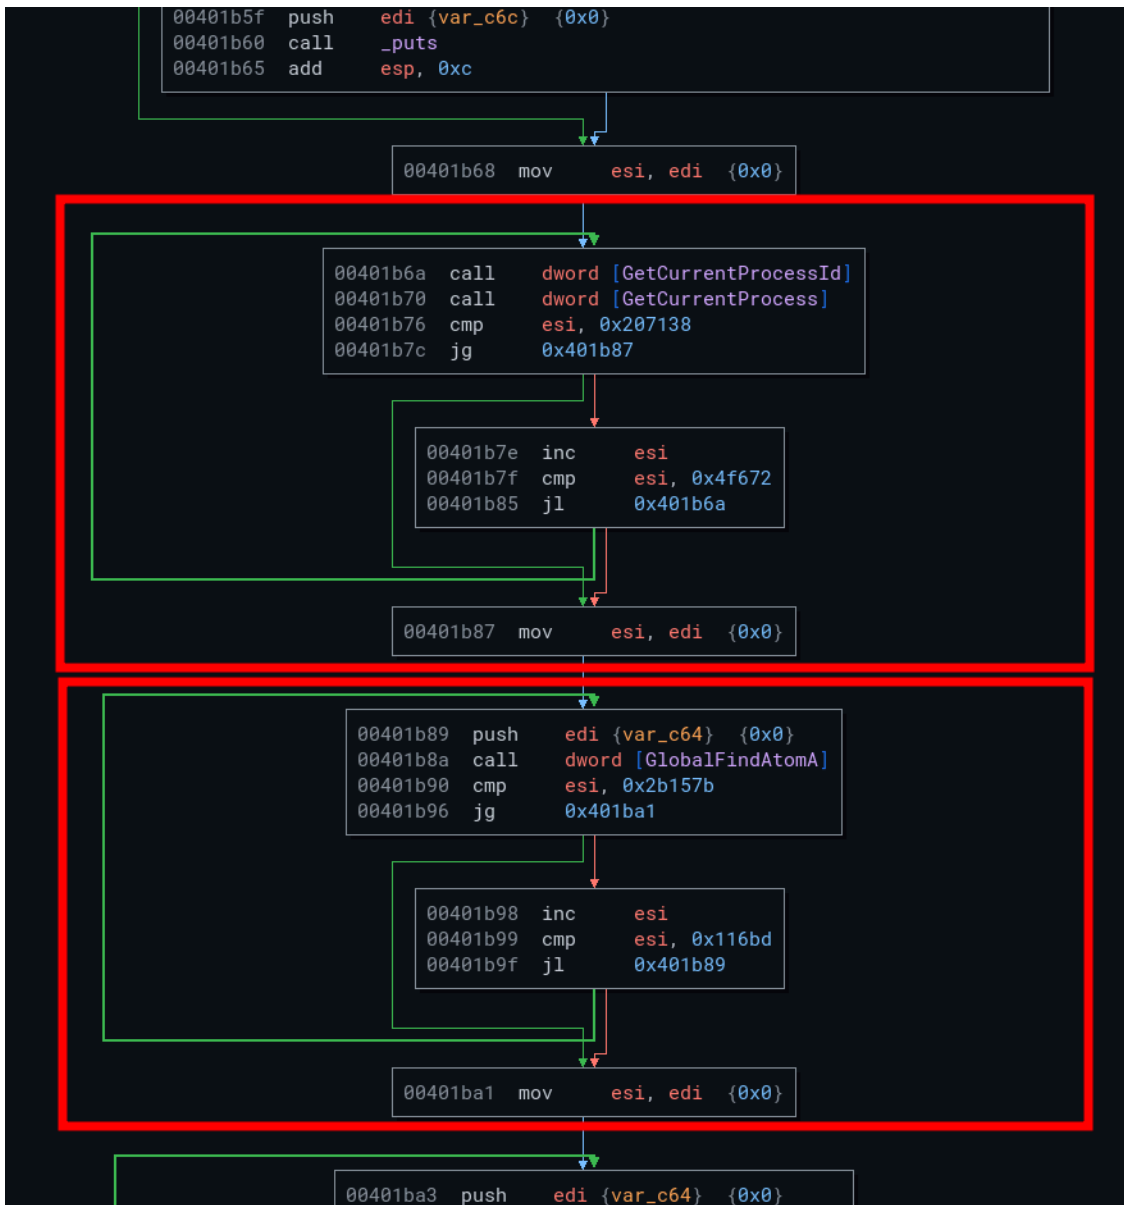 00401b5f push edi {var_c6c} {0x0}
00401b60 call _puts
00401b65 add esp, 0xc
00401b68 mov esi, edi {0x0}
00401b6a call dword [GetCurrentProcessId]
00401b70 call dword [GetCurrentProcess]
00401b76 cmp esi, 0x207138
00401b7c jg 0x401b87
00401b7e inc esi
00401b7f cmp esi, 0x4f672
00401b85 jl 0x401b6a
00401b87 mov esi, edi {0x0}
00401b89 push edi {var_c64} {0x0}
00401b8a call dword [GlobalFindAtomA]
00401b90 cmp esi, 0x2b157b
00401b96 jg 0x401ba1
00401b98 inc esi
00401b99 cmp esi, 0x116bd
00401b9f jl 0x401b89
00401ba1 mov esi, edi {0x0}
00401ba3 push edi {var_c64} {0x0}